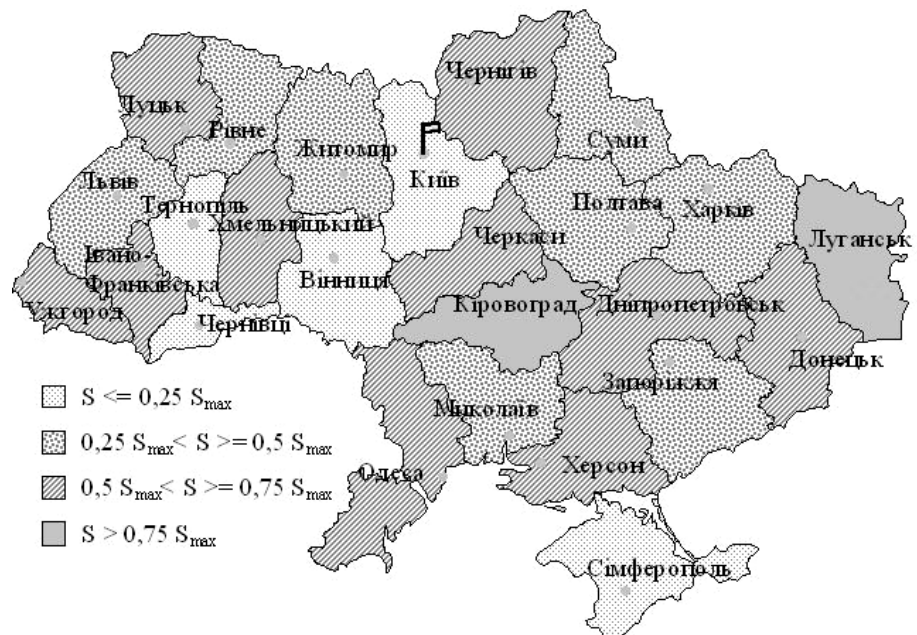 Чернігів
Луцьк
Рівне
Суми
Житомир
Київ
Львів
Тернопіль
Полтава
Харків
Хмельницький
Черкаси
Луганськ
Івано-
Франківська
Вінниця
Ужгород
Чернівці
Кіровоград
Дніпропетровськ
Донецьк
Запоріжжя
Миколаїв
Одеса
Херсон
Сімферополь
S <= 0,25 Smax
0,25 Smax< S >= 0,5 Smax
0,5 Smax< S >= 0,75 Smax
S > 0,75 Smax